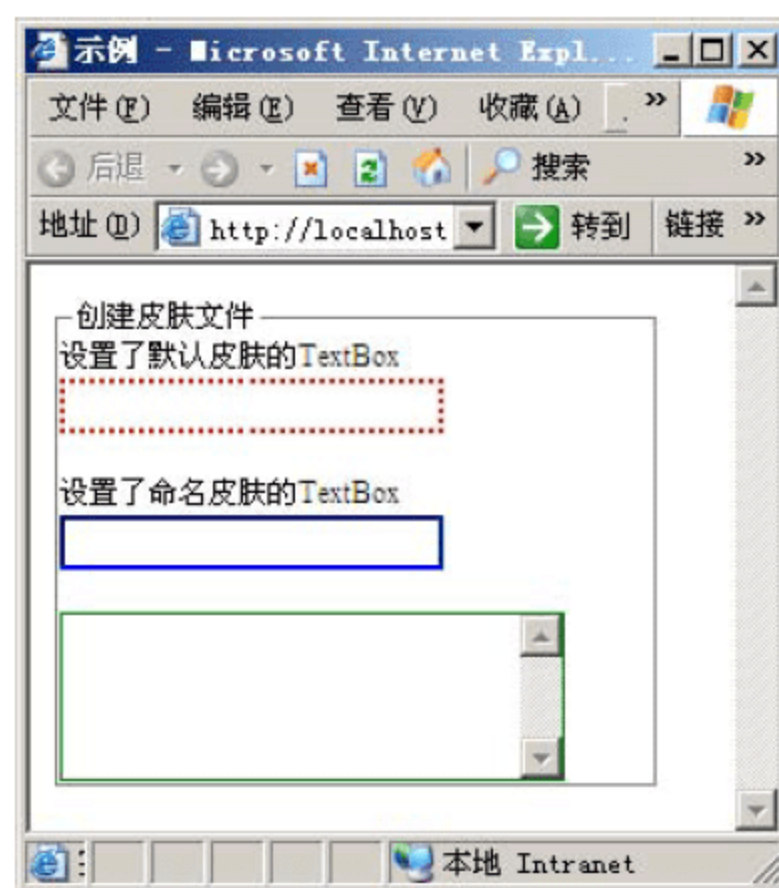 示例 - Microsoft Internet Expl...
文件(F) 编辑(E) 查看(V) 收藏(A) »
后退 搜索 »
地址(D) http://localhost 转到 链接 »
创建皮肤文件
设置了默认皮肤的TextBox
设置了命名皮肤的TextBox
本地 Intranet